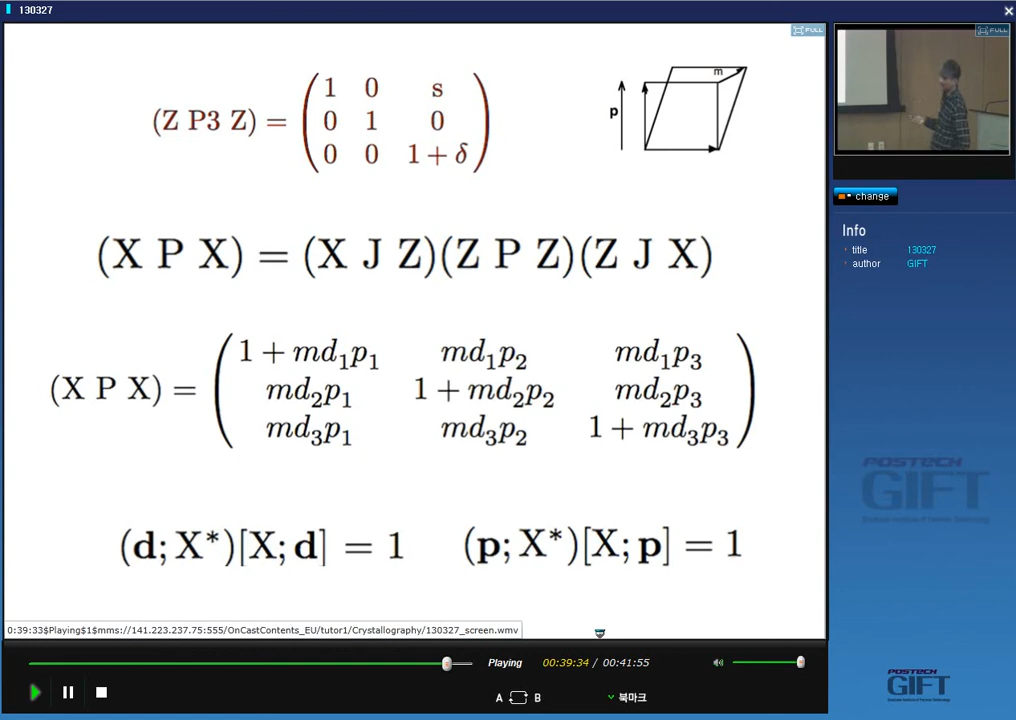 130327
FULL
(Z P3 Z) = ( 1 0 s
0 1 0
0 0 1 + δ )
p
m
(X P X) = (X J Z)(Z P Z)(Z J X)
(X P X) = ( 1 + md₁p₁ md₁p₂ md₁p₃
md₂p₁ 1 + md₂p₂ md₂p₃
md₃p₁ md₃p₂ 1 + md₃p₃ )
(d; X*)[X; d] = 1 (p; X*)[X; p] = 1
0:39:33$Playing$1$mms://141.223.237.75:555/OnCastContents_EU/tutor1/Crystallography/130327_screen.wmv
Playing 00:39:34 / 00:41:55
A B 북마크
FULL
change
Info
title 130327
author GIFT
POSTECH
GIFT
POSTECH
GIFT